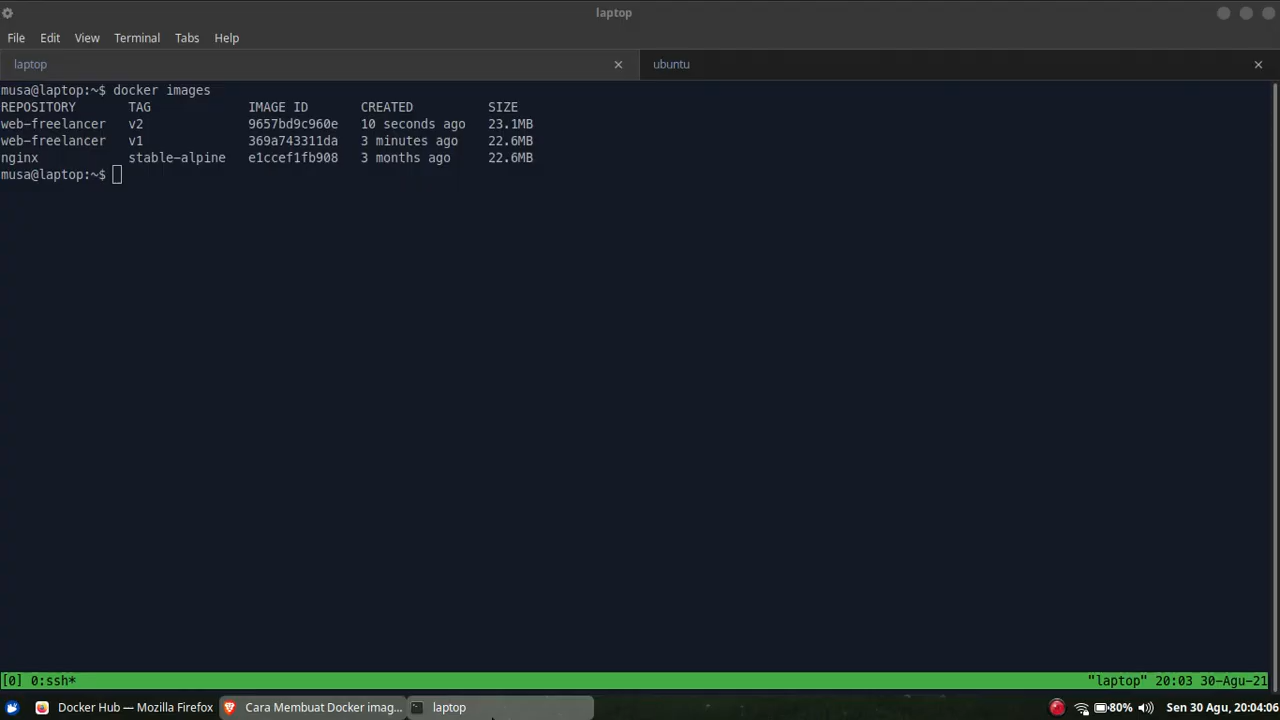 laptop
File Edit View Terminal Tabs Help
laptop ubuntu
musa@laptop:~$ docker images
REPOSITORY TAG IMAGE ID CREATED SIZE
web-freelancer v2 9657bd9c960e 10 seconds ago 23.1MB
web-freelancer v1 369a743311da 3 minutes ago 22.6MB
nginx stable-alpine e1ccef1fb908 3 months ago 22.6MB
musa@laptop:~$
[0] 0:ssh* "laptop" 20:03 30-Agu-21
Docker Hub — Mozilla Firefox Cara Membuat Docker imag... laptop 80% Sen 30 Agu, 20:04:06